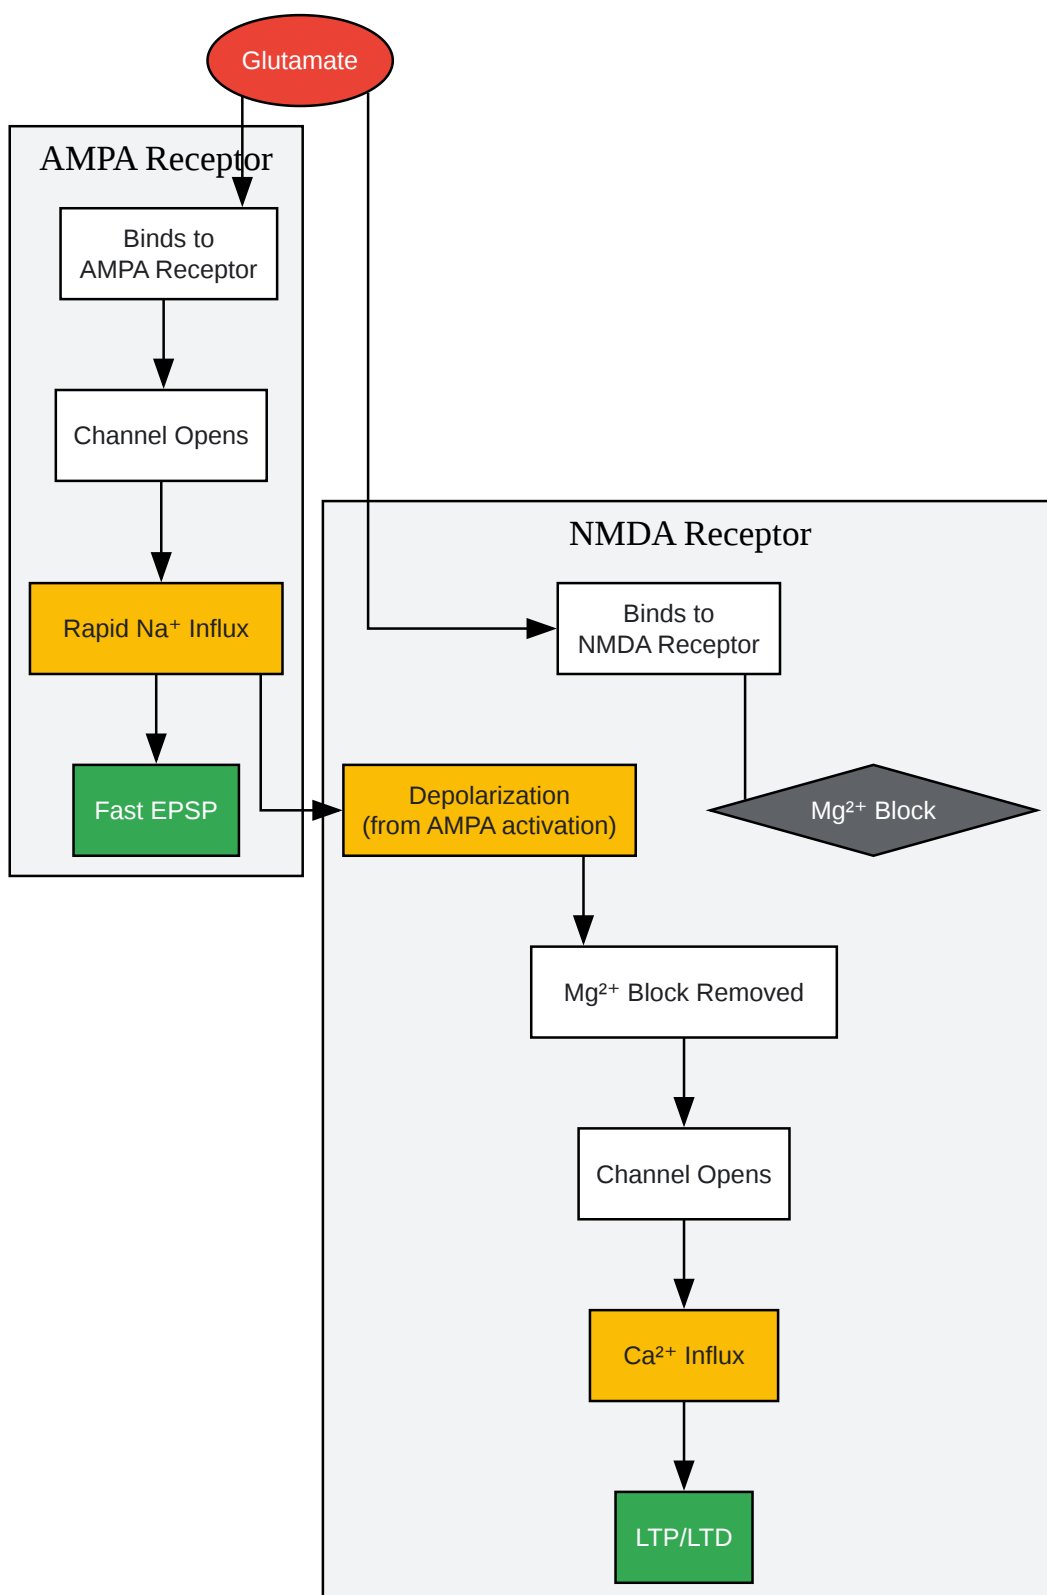 Glutamate
AMPA Receptor
Binds to
AMPA Receptor
Channel Opens
Rapid Na⁺ Influx
Fast EPSP
NMDA Receptor
Binds to
NMDA Receptor
Depolarization
(from AMPA activation)
Mg²⁺ Block
Mg²⁺ Block Removed
Channel Opens
Ca²⁺ Influx
LTP/LTD